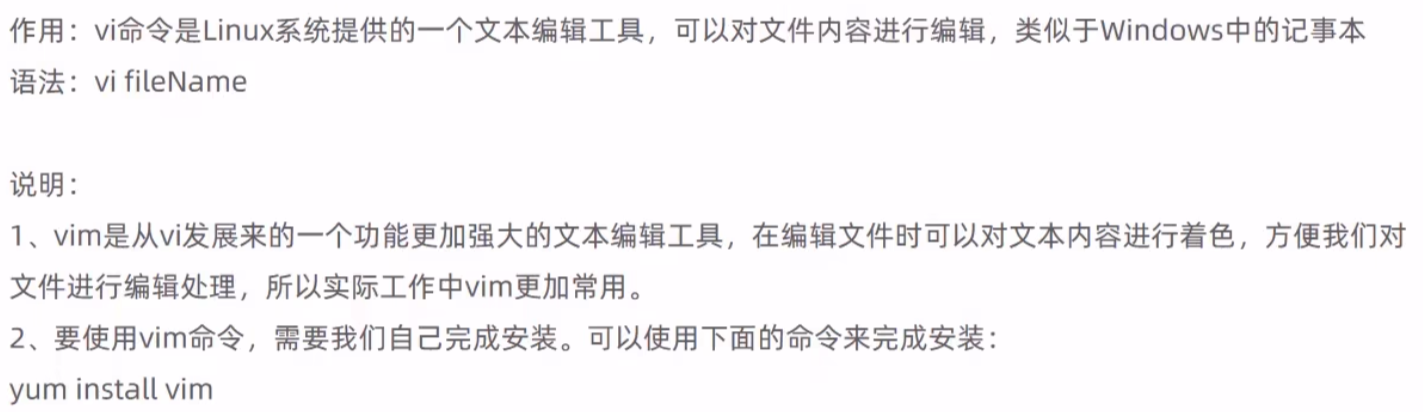 作用：vi命令是Linux系统提供的一个文本编辑工具，可以对文件内容进行编辑，类似于Windows中的记事本
语法：vi fileName
说明：
1、vim是从vi发展来的一个功能更加强大的文本编辑工具，在编辑文件时可以对文本内容进行着色，方便我们对
文件进行编辑处理，所以实际工作中vim更加常用。
2、要使用vim命令，需要我们自己完成安装。可以使用下面的命令来完成安装：
yum install vim